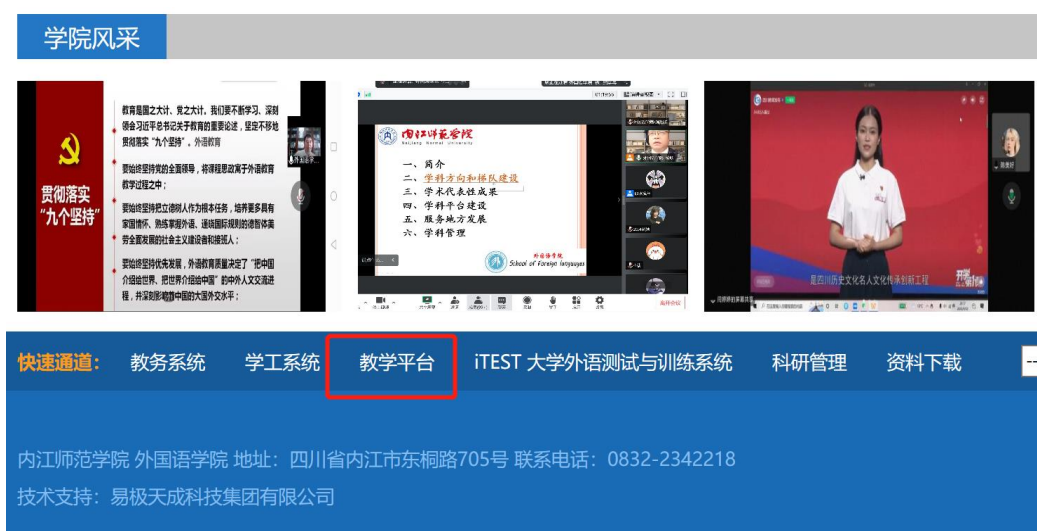 学院风采
教育是国之大计、党之大计。我们要不断学习、深刻
领会习近平总书记关于教育的重要论述，坚定不移地
贯彻落实“九个坚持”。外语教育
要始终坚持党的全面领导，将课程思政寓于外语教育
教学过程之中；
要始终坚持把立德树人作为根本任务，培养更多具有
家国情怀、熟练掌握外语、通晓国际规则的德智体美
劳全面发展的社会主义建设者和接班人；
要始终坚持优先发展，外语教育质量决定了“把中国
介绍给世界、把世界介绍给中国”的中外人文交流进
程，并深刻影响着中国的大国外交水平；
贯彻落实
“九个坚持”
内江师范学院
Neijiang Normal University
一、简介
二、学科方向和梯队建设
三、学术代表性成果
四、学科平台建设
五、服务地方发展
六、学科管理
外国语学院
School of Foreign languages
是四川历史文化名人文化传承创新工程
快速通道：
教务系统
学工系统
教学平台
iTEST 大学外语测试与训练系统
科研管理
资料下载
--
内江师范学院 外国语学院 地址：四川省内江市东桐路705号 联系电话：0832-2342218
技术支持：易极天成科技集团有限公司